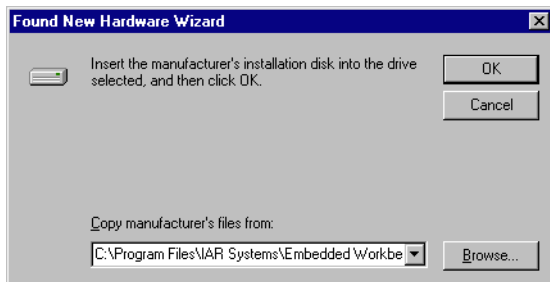 Found New Hardware Wizard
Insert the manufacturer's installation disk into the drive
selected, and then click OK.
OK
Cancel
Copy manufacturer's files from:
C:\Program Files\IAR Systems\Embedded Workbe
Browse...